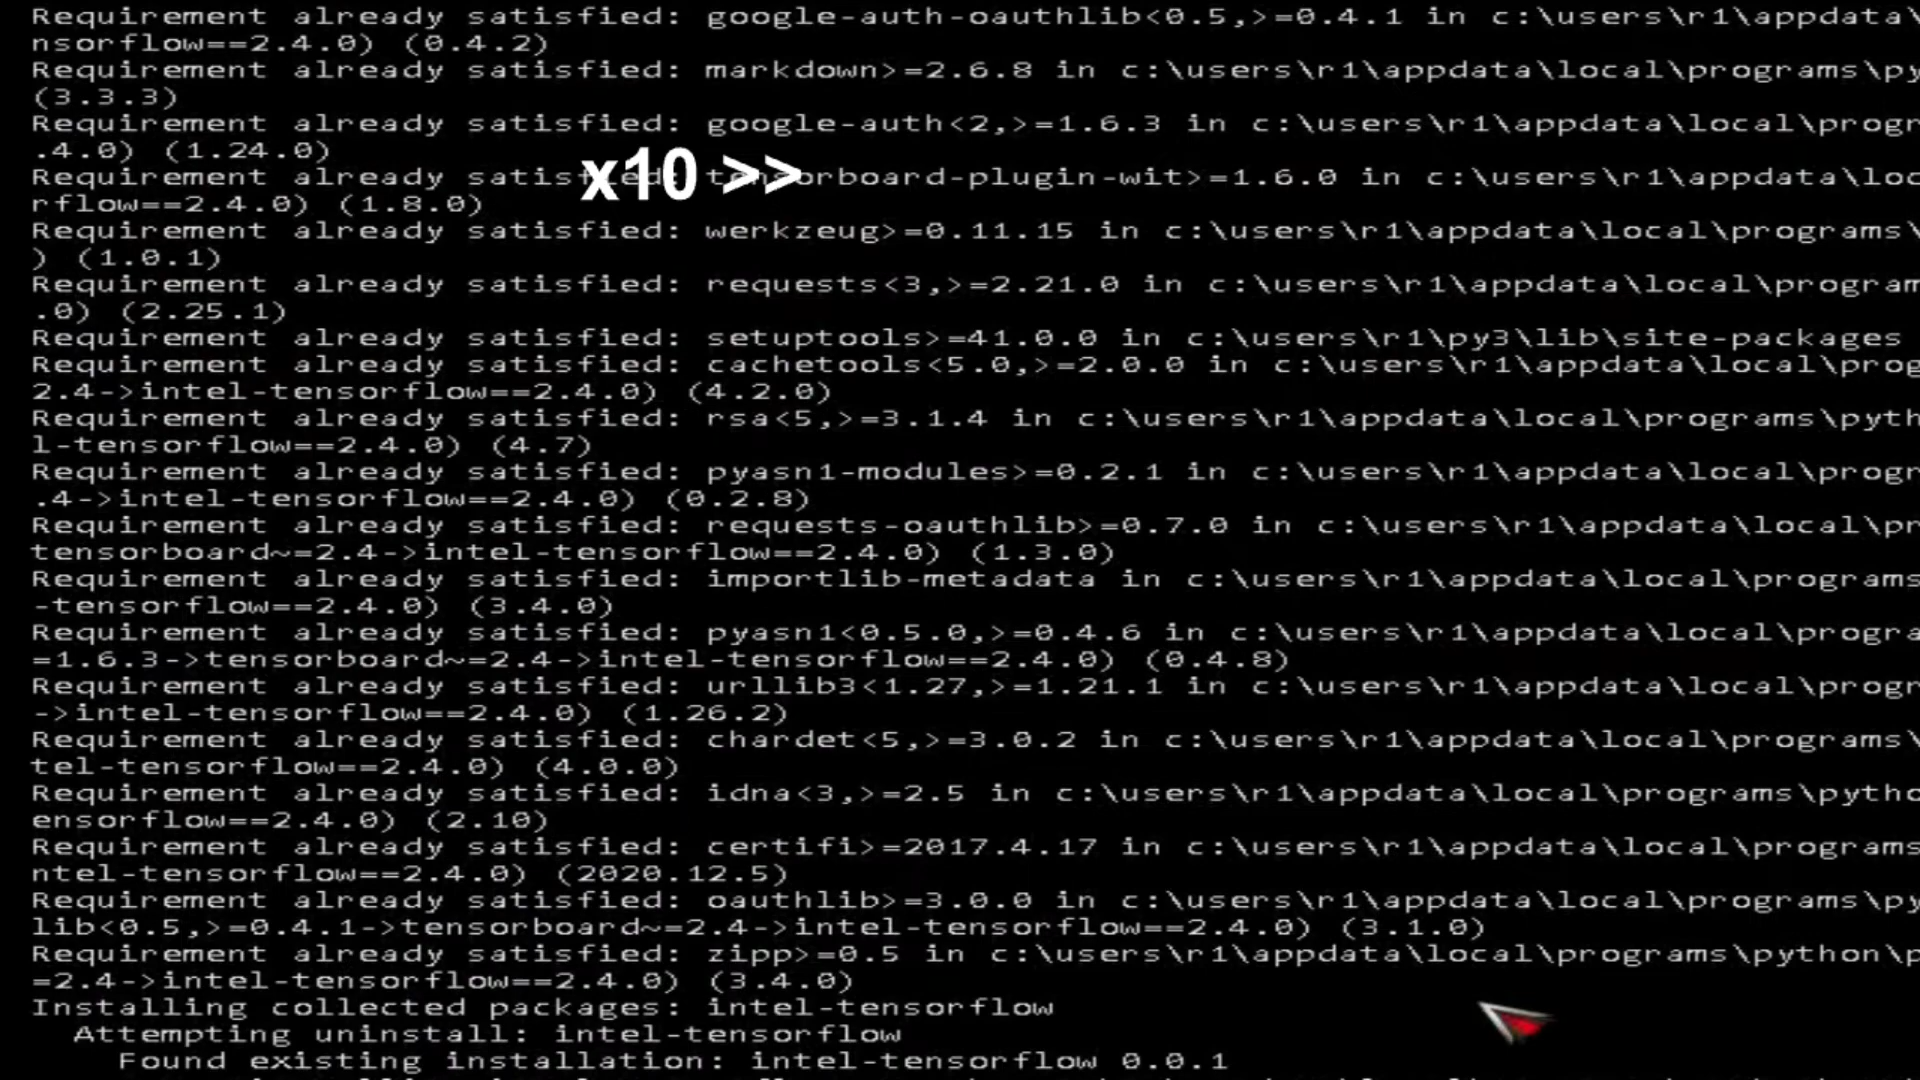 Requirement already satisfied: google-auth-oauthlib<0.5,>=0.4.1 in c:\users\r1\appdata\
nsorflow==2.4.0) (0.4.2)
Requirement already satisfied: markdown>=2.6.8 in c:\users\r1\appdata\local\programs\py
(3.3.3)
Requirement already satisfied: google-auth<2,>=1.6.3 in c:\users\r1\appdata\local\progr
.4.0) (1.24.0)
x10 >>
Requirement already satisfied: tensorboard-plugin-wit>=1.6.0 in c:\users\r1\appdata\loc
rflow==2.4.0) (1.8.0)
Requirement already satisfied: werkzeug>=0.11.15 in c:\users\r1\appdata\local\programs\
) (1.0.1)
Requirement already satisfied: requests<3,>=2.21.0 in c:\users\r1\appdata\local\program
.0) (2.25.1)
Requirement already satisfied: setuptools>=41.0.0 in c:\users\r1\py3\lib\site-packages
Requirement already satisfied: cachetools<5.0,>=2.0.0 in c:\users\r1\appdata\local\prog
2.4->intel-tensorflow==2.4.0) (4.2.0)
Requirement already satisfied: rsa<5,>=3.1.4 in c:\users\r1\appdata\local\programs\pyth
l-tensorflow==2.4.0) (4.7)
Requirement already satisfied: pyasn1-modules>=0.2.1 in c:\users\r1\appdata\local\progr
.4->intel-tensorflow==2.4.0) (0.2.8)
Requirement already satisfied: requests-oauthlib>=0.7.0 in c:\users\r1\appdata\local\pr
tensorboard~=2.4->intel-tensorflow==2.4.0) (1.3.0)
Requirement already satisfied: importlib-metadata in c:\users\r1\appdata\local\programs
-tensorflow==2.4.0) (3.4.0)
Requirement already satisfied: pyasn1<0.5.0,>=0.4.6 in c:\users\r1\appdata\local\progra
=1.6.3->tensorboard~=2.4->intel-tensorflow==2.4.0) (0.4.8)
Requirement already satisfied: urllib3<1.27,>=1.21.1 in c:\users\r1\appdata\local\progr
->intel-tensorflow==2.4.0) (1.26.2)
Requirement already satisfied: chardet<5,>=3.0.2 in c:\users\r1\appdata\local\programs\
tel-tensorflow==2.4.0) (4.0.0)
Requirement already satisfied: idna<3,>=2.5 in c:\users\r1\appdata\local\programs\pytho
ensorflow==2.4.0) (2.10)
Requirement already satisfied: certifi>=2017.4.17 in c:\users\r1\appdata\local\programs
ntel-tensorflow==2.4.0) (2020.12.5)
Requirement already satisfied: oauthlib>=3.0.0 in c:\users\r1\appdata\local\programs\py
lib<0.5,>=0.4.1->tensorboard~=2.4->intel-tensorflow==2.4.0) (3.1.0)
Requirement already satisfied: zipp>=0.5 in c:\users\r1\appdata\local\programs\python\p
=2.4->intel-tensorflow==2.4.0) (3.4.0)
Installing collected packages: intel-tensorflow
Attempting uninstall: intel-tensorflow
Found existing installation: intel-tensorflow 0.0.1